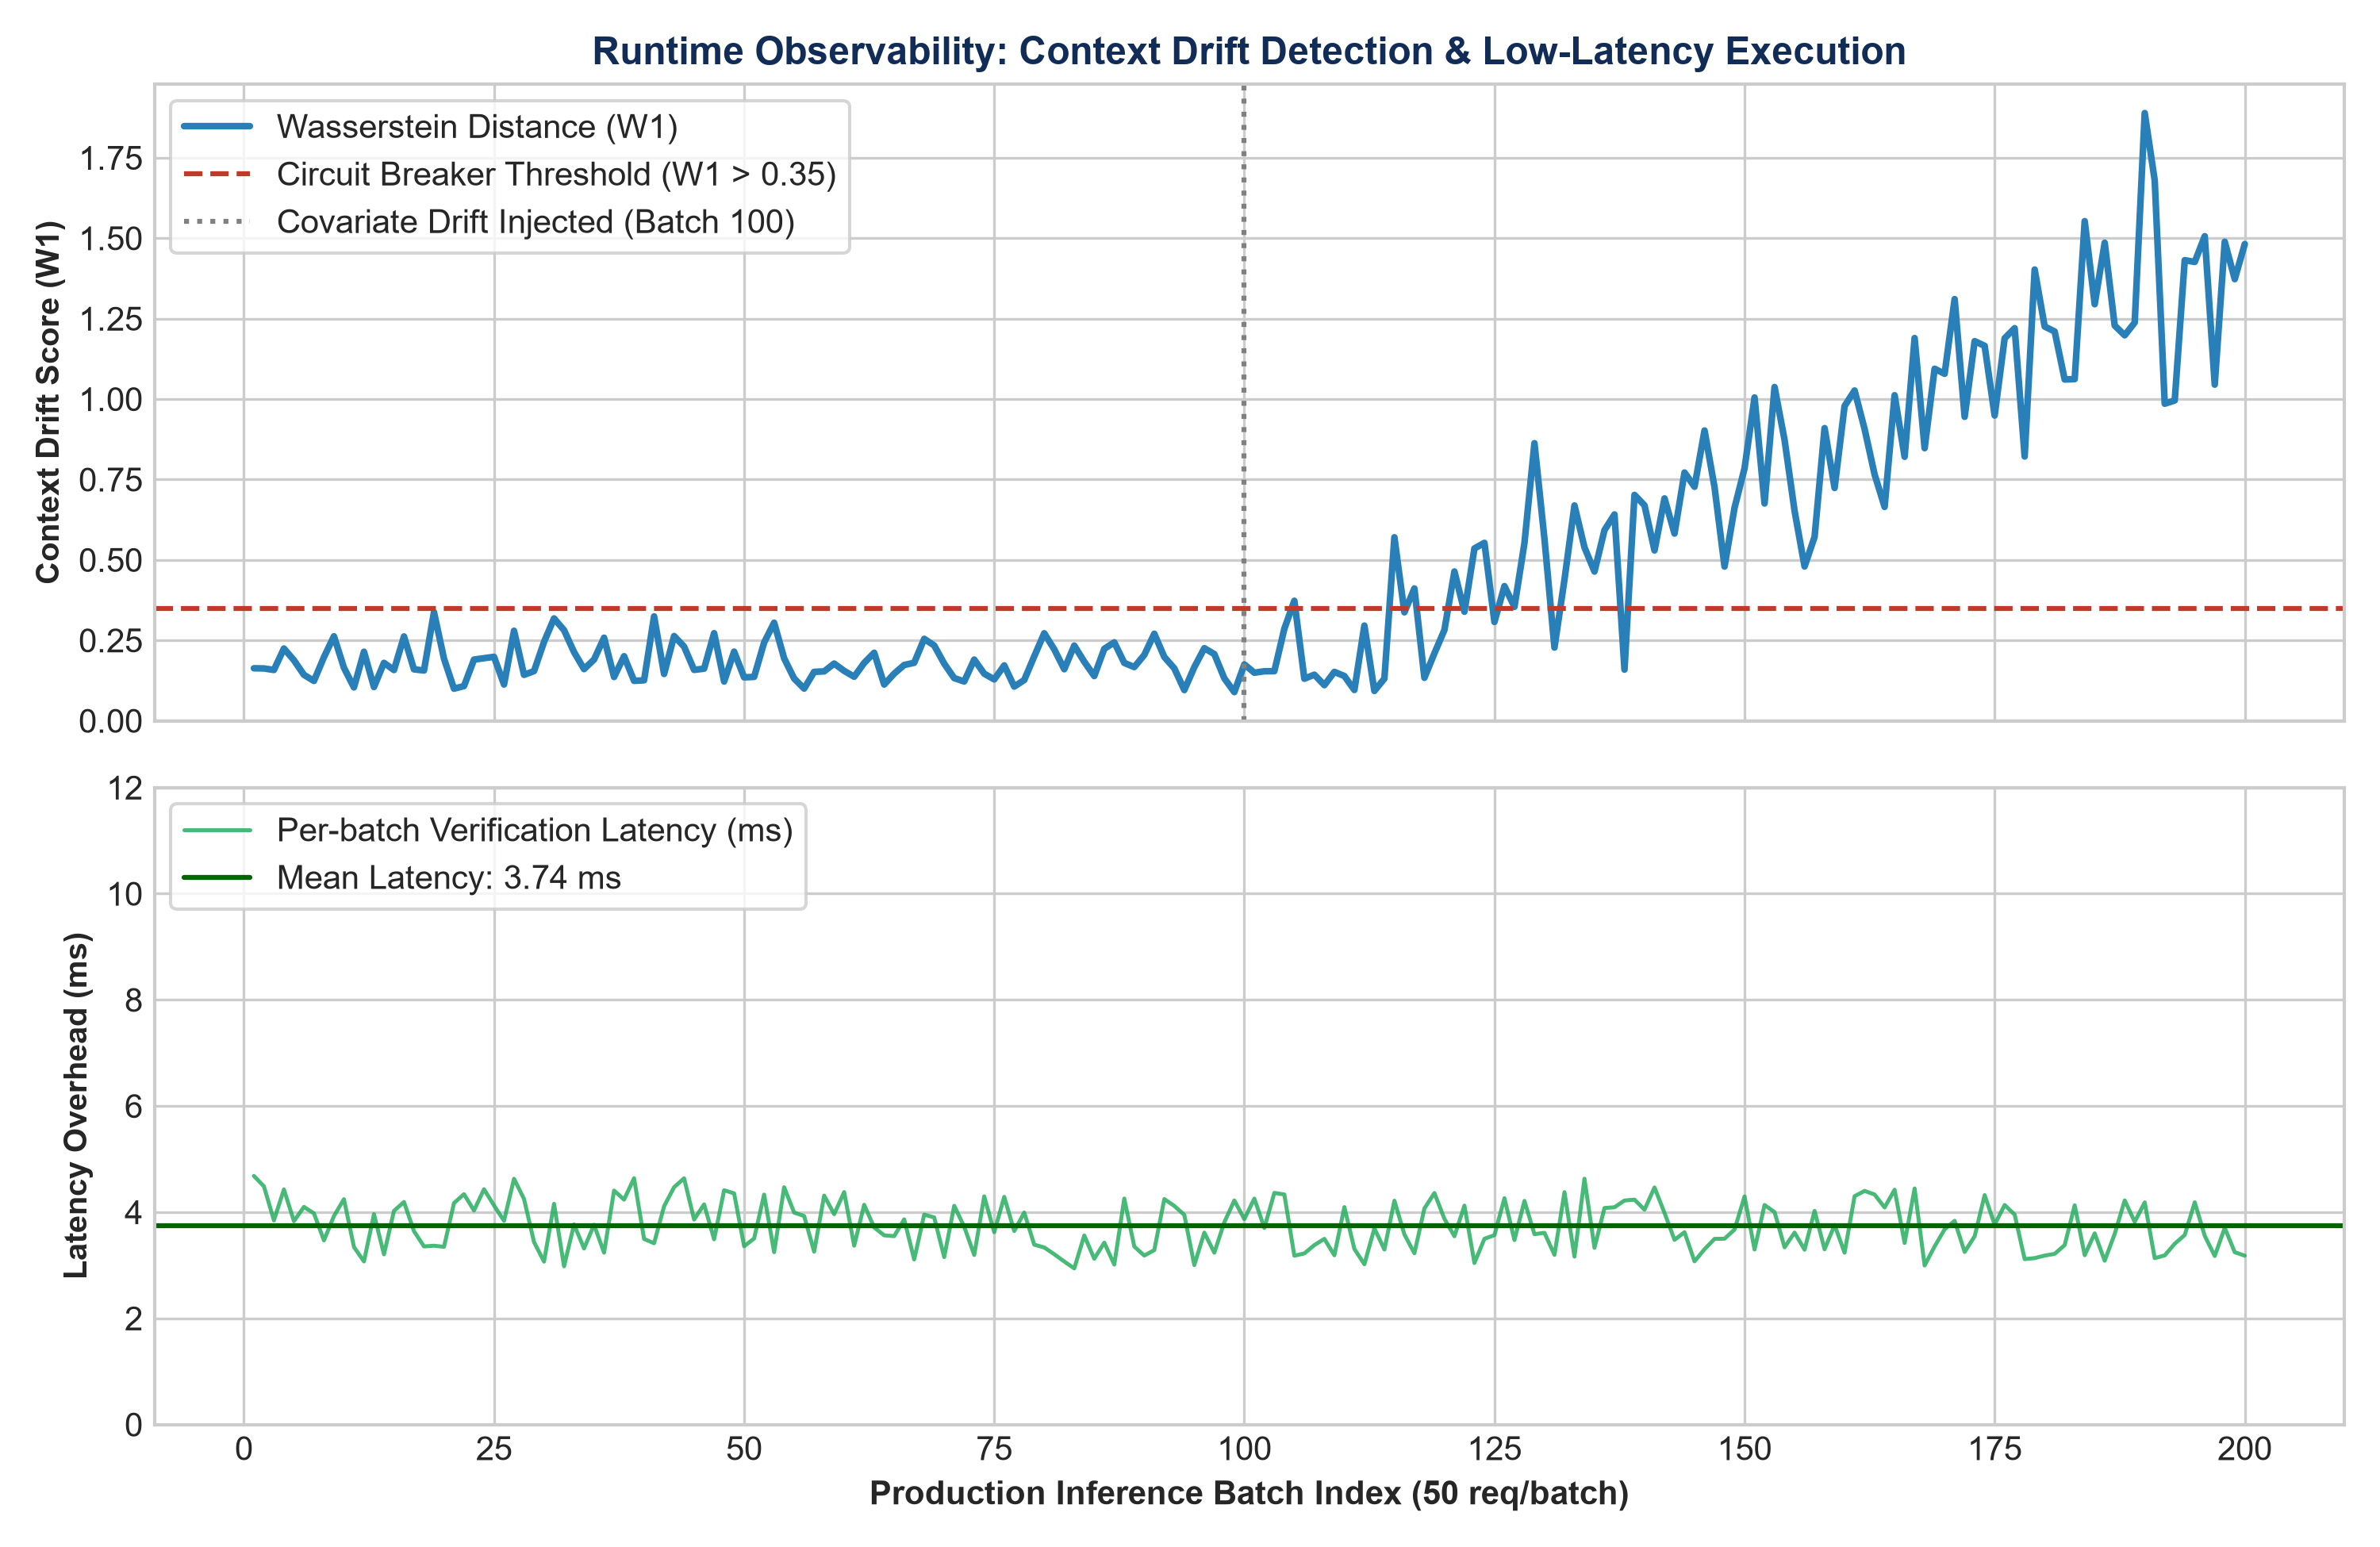 Runtime Observability: Context Drift Detection & Low-Latency Execution
Wasserstein Distance (W1)
Circuit Breaker Threshold (W1 > 0.35)
Covariate Drift Injected (Batch 100)
Context Drift Score (W1)
1.75
1.50
1.25
1.00
0.75
0.50
0.25
0.00
Per-batch Verification Latency (ms)
Mean Latency: 3.74 ms
Latency Overhead (ms)
12
10
8
6
4
2
0
0 25 50 75 100 125 150 175 200
Production Inference Batch Index (50 req/batch)